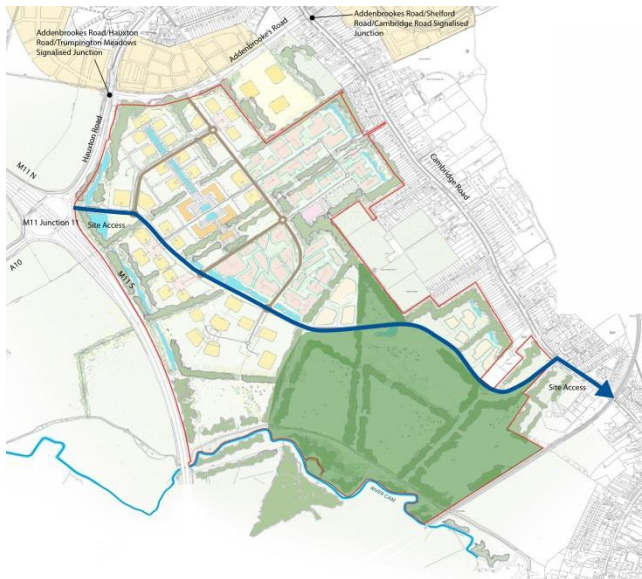 Addenbrookes Road/Hauxton
Road/Trumpington Meadows
Signalised Junction
Addenbrookes Road/Shelford
Road/Cambridge Road Signalised
Junction
Addenbrooke's Road
Hauxton Road
Cambridge Road
M11 N
M11 Junction 11
Site Access
A10
M11 S
Site Access
RIVER CAM